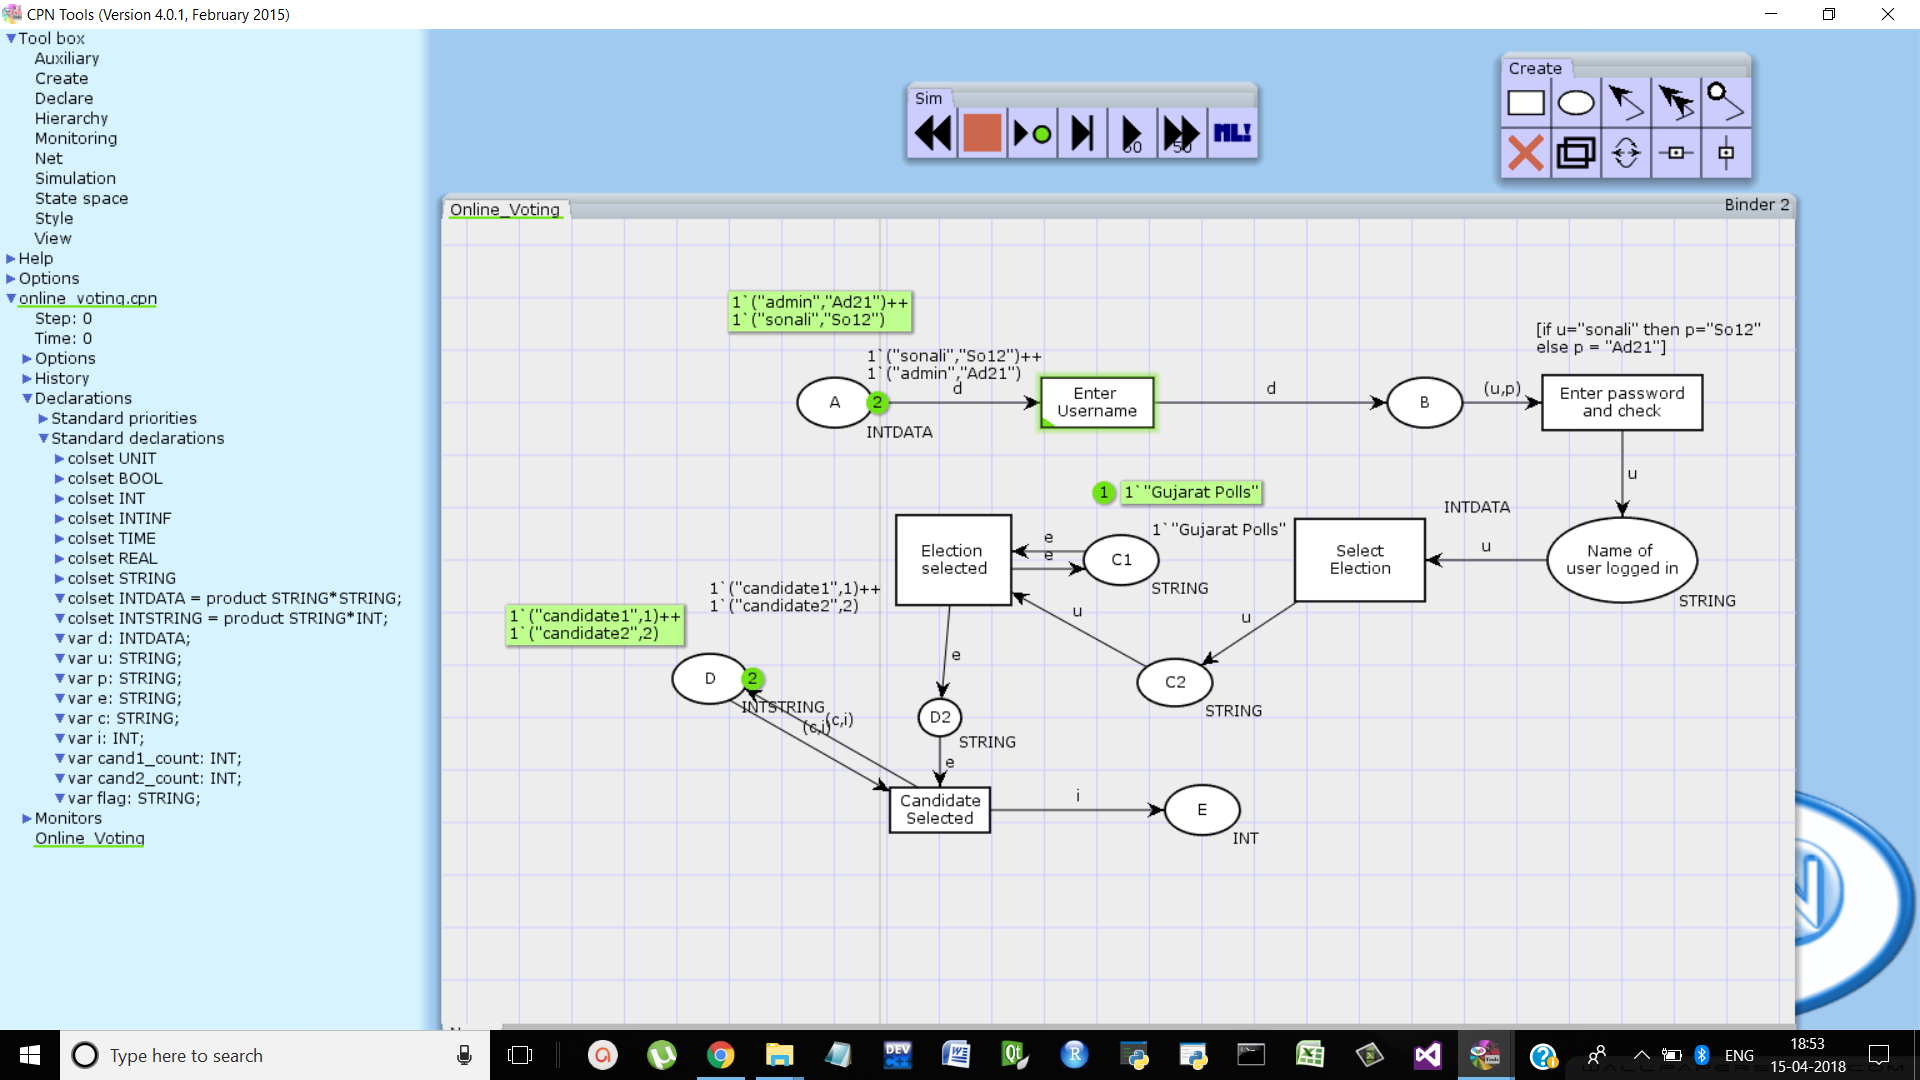 CPN Tools (Version 4.0.1, February 2015)
Tool box
Auxiliary
Create
Declare
Hierarchy
Monitoring
Net
Simulation
State space
Style
View
Help
Options
online_voting.cpn
Step: 0
Time: 0
Options
History
Declarations
Standard priorities
Standard declarations
colset UNIT
colset BOOL
colset INT
colset INTINF
colset TIME
colset REAL
colset STRING
colset INTDATA = product STRING*STRING;
colset INTSTRING = product STRING*INT;
var d: INTDATA;
var u: STRING;
var p: STRING;
var e: STRING;
var c: STRING;
var i: INT;
var cand1_count: INT;
var cand2_count: INT;
var flag: STRING;
Monitors
Online_Voting
Sim
50
ML!
Create
Online_Voting
Binder 2
1`("admin","Ad21")++
1`("sonali","So12")
1`("sonali","So12")++
1`("admin","Ad21")
A
2
INTDATA
d
Enter
Username
d
B
(u,p)
[if u="sonali" then p="So12"
else p = "Ad21"]
Enter password
and check
u
INTDATA
Name of
user logged in
STRING
u
Select
Election
u
1
1`"Gujarat Polls"
1`"Gujarat Polls"
C1
STRING
e
e
Election
selected
u
C2
STRING
1`("candidate1",1)++
1`("candidate2",2)
1`("candidate1",1)++
1`("candidate2",2)
D
2
INTSTRING
(c,i)
(c,i)
e
D2
STRING
e
Candidate
Selected
i
E
INT
Type here to search
DEV
Qt
R
ENG
18:53
15-04-2018